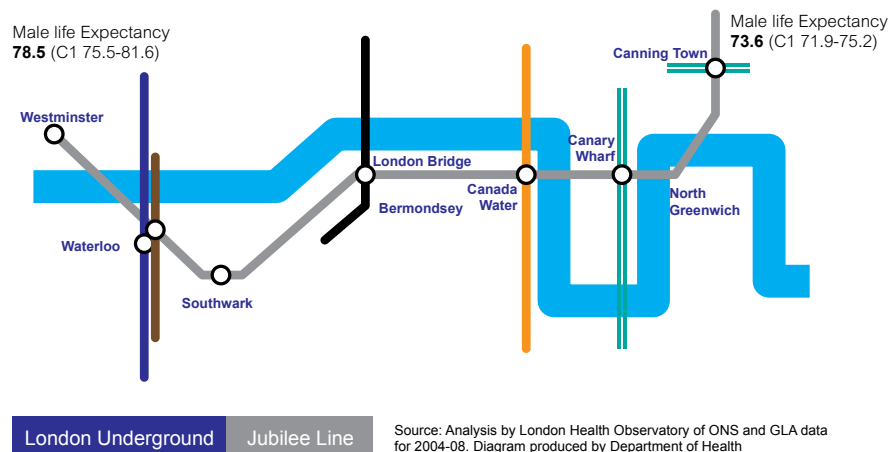 Male life Expectancy
78.5 (C1 75.5-81.6)
Male life Expectancy
73.6 (C1 71.9-75.2)
Canning Town
Westminster
Canary
Wharf
London Bridge
Canada
Water
North
Greenwich
Bermondsey
Waterloo
Southwark
London Underground
Jubilee Line
Source: Analysis by London Health Observatory of ONS and GLA data
for 2004-08. Diagram produced by Department of Health